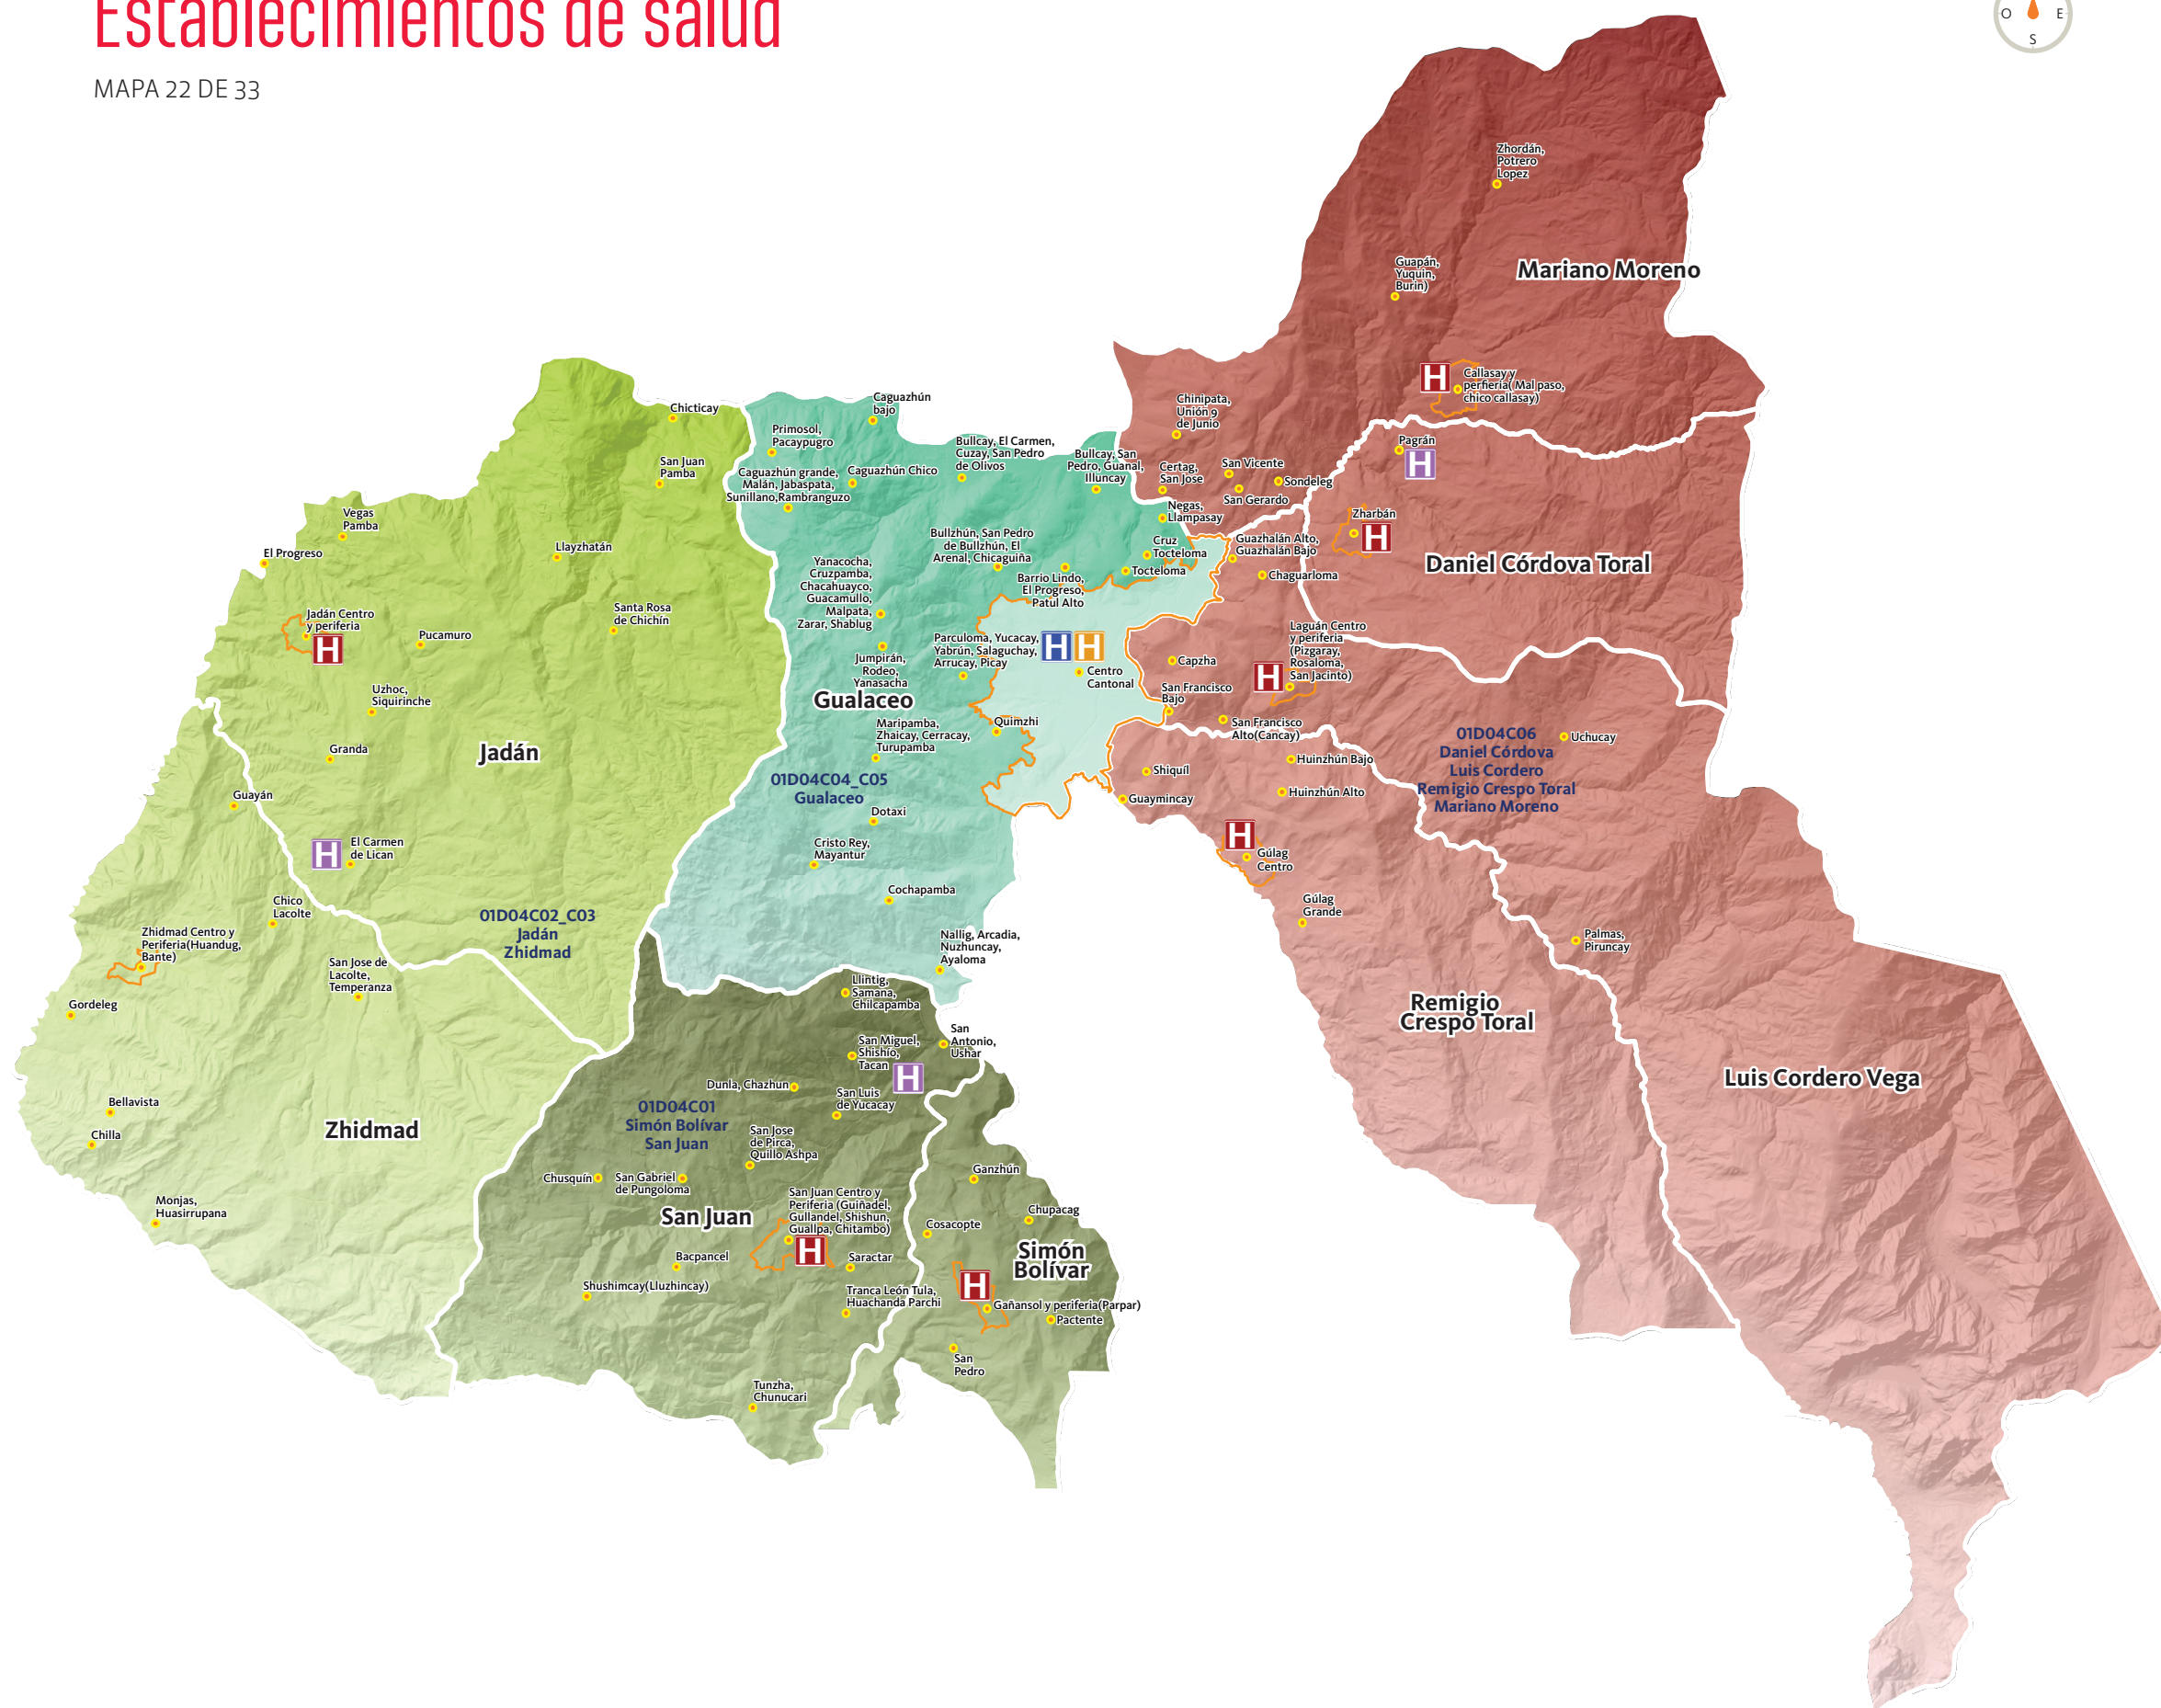 Establecimientos de salud
MAPA 22 DE 33
O
E
S
Zhordán,
Potrero
Lopez
Mariano Moreno
Guapán,
Yuquin,
Burin)
H
Callasay y
perfieria( Mal paso,
chico callasay)
Chinipata,
Unión 9
de Junio
Certag,
San Jose
San Vicente
Sondeleg
San Gerardo
Pagrán
H
Zharbán
H
Daniel Córdova Toral
Guazhalán Alto,
Guazhalán Bajo
Chaguarloma
Laguán Centro
y periferia
(Pizgaray,
Rosaloma,
San Jacinto)
H
Capzha
San Francisco
Bajo
San Francisco
Alto(Cancay)
01D04C06
Daniel Córdova
Luis Cordero
Remigio Crespo Toral
Mariano Moreno
Uchucay
Shiquil
Guaymincay
Huinzhún Bajo
Huinzhún Alto
H
Gúlag
Centro
Gúlag
Grande
Palmas,
Piruncay
Remigio
Crespo Toral
Luis Cordero Vega
Caguazhún
bajo
Primosol,
Pacaypugro
Caguazhún grande,
Malán, Jabaspata,
Sunillano,Rambranguzo
Caguazhún Chico
Bullcay, El Carmen,
Cuzay, San Pedro
de Olivos
Bullcay, San
Pedro, Guanal,
Illuncay
Negas,
Llampasay
Cruz
Tocteloma
Tocteloma
Bullzhún, San Pedro
de Bullzhún, El
Arenal, Chicaguiña
Barrio Lindo,
El Progreso,
Patul Alto
Yanacocha,
Cruzpamba,
Chacahuayco,
Guacamullo,
Malpata,
Zarar, Shablug
Jumpirán,
Rodeo,
Yanasacha
Parculoma, Yucacay,
Yabrún, Salaguchay,
Arrucay, Picay
H H
Centro
Cantonal
Gualaceo
Quimzhi
Maripamba,
Zhaicay, Cerracay,
Turupamba
01D04C04_C05
Gualaceo
Dotaxi
Cristo Rey,
Mayantur
Cochapamba
Nallig, Arcadia,
Nuzhuncay,
Ayaloma
Chicticay
San Juan
Pamba
Vegas
Pamba
El Progreso
Llayzhatán
Jadán Centro
y periferia
H
Pucamuro
Santa Rosa
de Chichín
Uzhoc,
Siquirinche
Granda
Jadán
Guayán
H
El Carmen
de Lican
Chico
Lacolte
01D04C02_C03
Jadán
Zhidmad
Zhidmad Centro y
Periferia(Huandug,
Bante)
San Jose de
Lacolte,
Temperanza
Gordeleg
Bellavista
Chilla
Zhidmad
Monjas,
Huasirrupana
Llintig,
Samana,
Chilcapamba
San
Antonio,
Ushar
San Miguel,
Shishío,
Tacan
H
Dunla, Chazhun
San Luis
de Yucacay
01D04C01
Simón Bolívar
San Juan
San Jose
de Pirca,
Quillo Ashpa
Chusquín
San Gabriel
de Pungoloma
San Juan
San Juan Centro y
Periferia (Guiñadel,
Gullandel, Shishun,
Guallpa, Chitambo)
H
Bacpancel
Saractar
Shushimcay(Lluzhincay)
Tranca León Tula,
Huachanda Parchi
Tunzha,
Chunucari
Ganzhún
Chupacag
Cosacopte
Simón
Bolívar
H
Gañansol y periferia(Parpar)
Pactente
San
Pedro